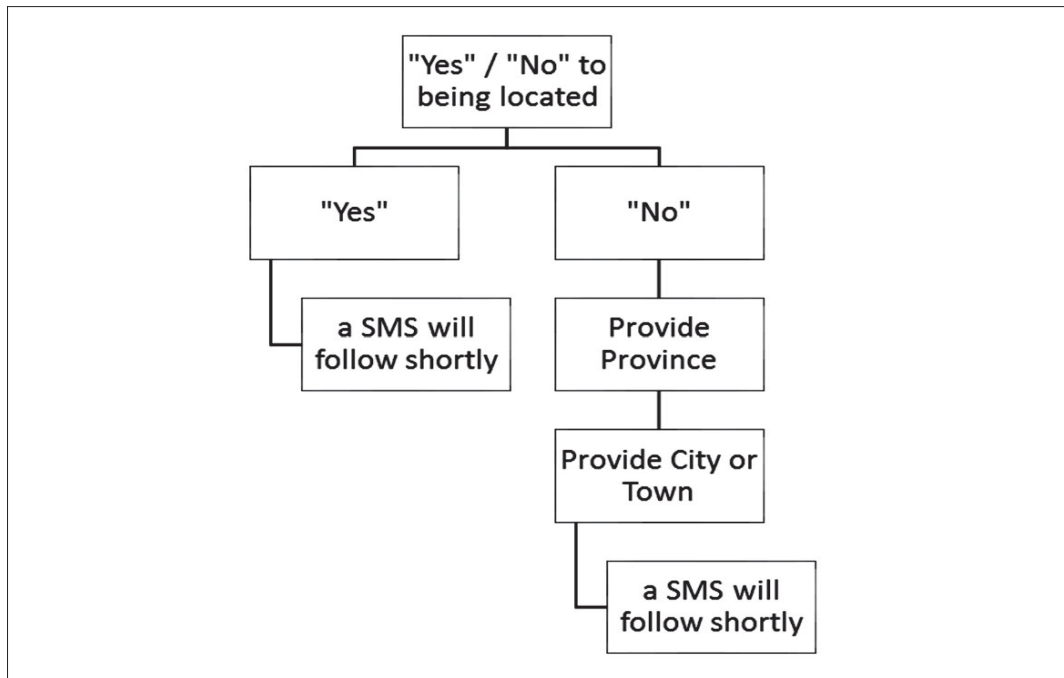 "Yes" / "No" to
being located
"Yes"
"No"
a SMS will
follow shortly
Provide
Province
Provide City or
Town
a SMS will
follow shortly